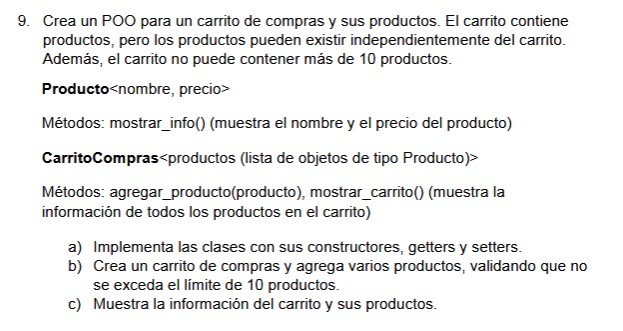 9. Crea un POO para un carrito de compras y sus productos. El carrito contiene
productos, pero los productos pueden existir independientemente del carrito.
Además, el carrito no puede contener más de 10 productos.
Producto<nombre, precio>
Métodos: mostrar_info() (muestra el nombre y el precio del producto)
CarritoCompras<productos (lista de objetos de tipo Producto)>
Métodos: agregar_producto(producto), mostrar_carrito() (muestra la
información de todos los productos en el carrito)
a) Implementa las clases con sus constructores, getters y setters.
b) Crea un carrito de compras y agrega varios productos, validando que no
se exceda el límite de 10 productos.
c) Muestra la información del carrito y sus productos.